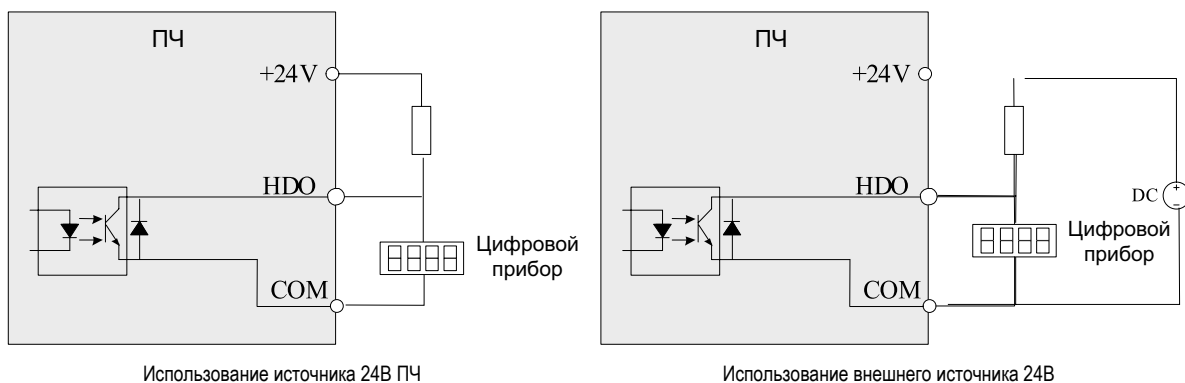 ПЧ
+24V
HDO
Цифровой
прибор
COM
Использование источника 24В ПЧ
ПЧ
+24V
HDO
DC
+
−
Цифровой
прибор
COM
Использование внешнего источника 24В